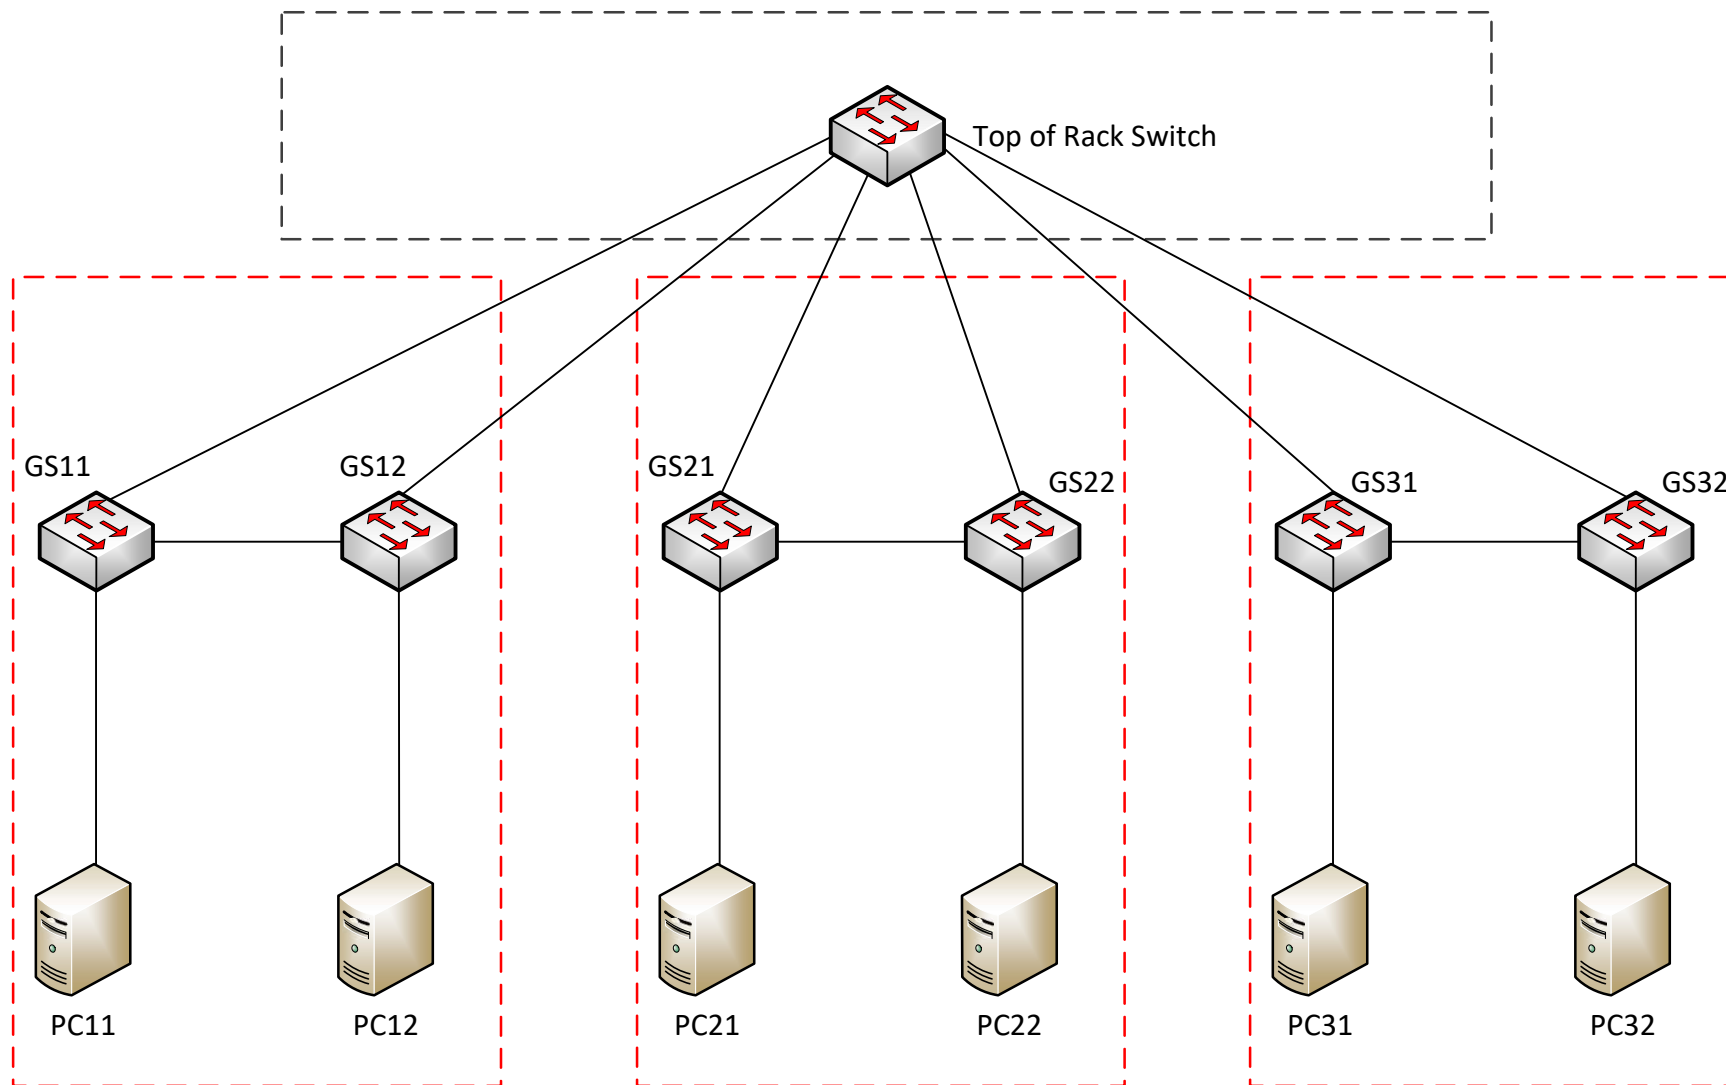 Top of Rack Switch
GS11
GS12
GS21
GS22
GS31
GS32
PC11
PC12
PC21
PC22
PC31
PC32